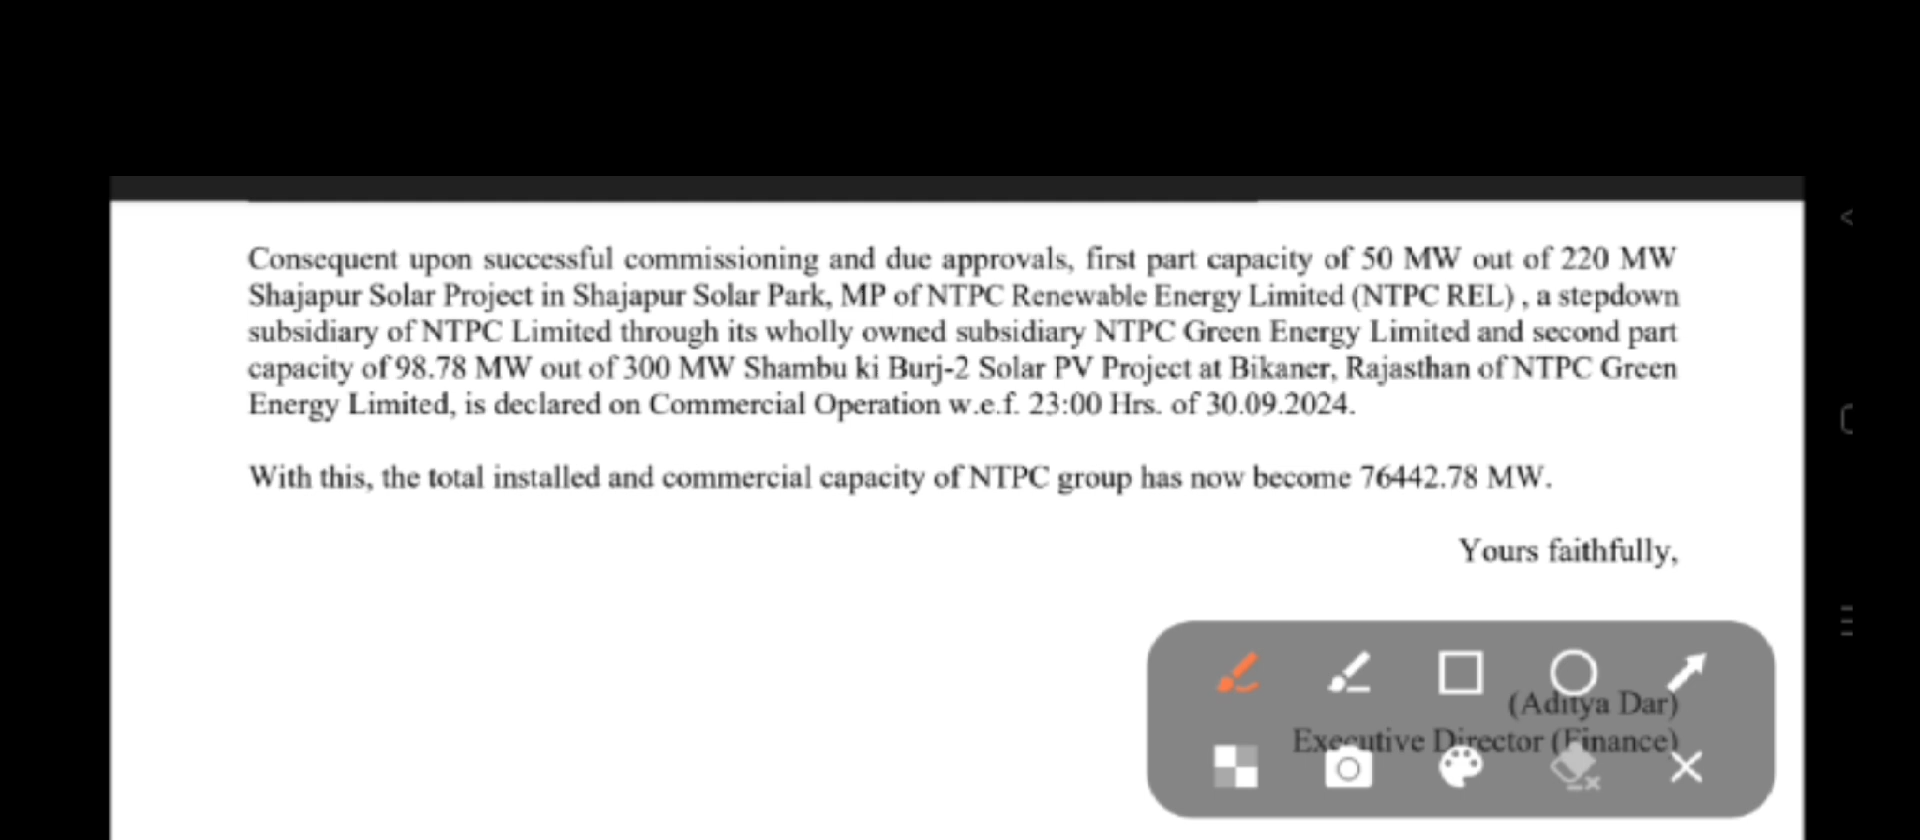 Consequent upon successful commissioning and due approvals, first part capacity of 50 MW out of 220 MW
Shajapur Solar Project in Shajapur Solar Park, MP of NTPC Renewable Energy Limited (NTPC REL) , a stepdown
subsidiary of NTPC Limited through its wholly owned subsidiary NTPC Green Energy Limited and second part
capacity of 98.78 MW out of 300 MW Shambu ki Burj-2 Solar PV Project at Bikaner, Rajasthan of NTPC Green
Energy Limited, is declared on Commercial Operation w.e.f. 23:00 Hrs. of 30.09.2024.
With this, the total installed and commercial capacity of NTPC group has now become 76442.78 MW.
Yours faithfully,
(Aditya Dar)
Executive Director (Finance)